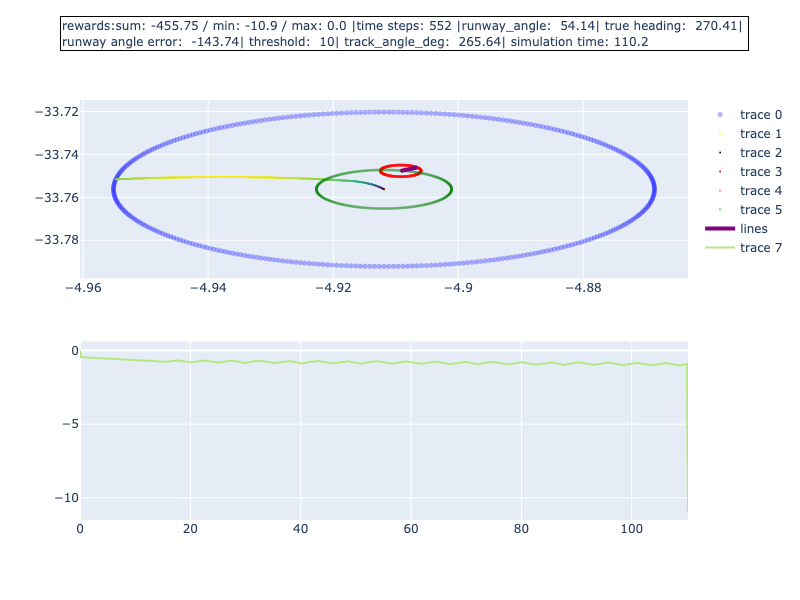 rewards:sum: -455.75 / min: -10.9 / max: 0.0 |time steps: 552 |runway_angle:  54.14| true heading:  270.41|
runway angle error:  -143.74| threshold:  10| track_angle_deg:  265.64| simulation time: 110.2
−33.72
−33.74
−33.76
−33.78
−4.96
−4.94
−4.92
−4.9
−4.88
trace 0
trace 1
trace 2
trace 3
trace 4
trace 5
lines
trace 7
0
−5
−10
0
20
40
60
80
100